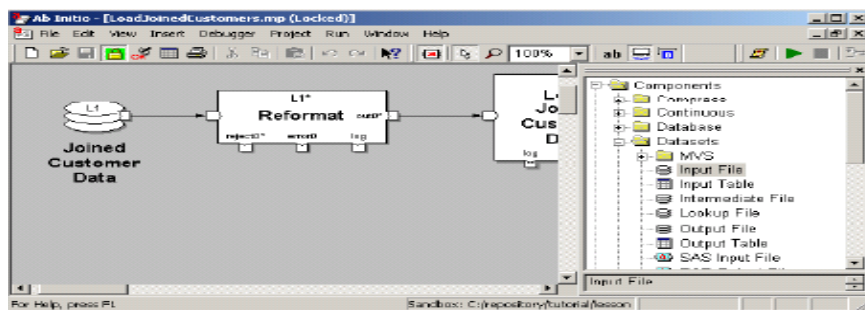 Ab Initio - [LoadJoinedCustomers.mp (Locked)]
File Edit View Insert Debugger Project Run Window Help
100%
ab
L1
Joined
Customer
Data
L1*
Reformat
out0*
reject0* error0 log
L
Jo
Cus
D
log
Components
Compress
Continuous
Database
Datasets
MVS
Input File
Input Table
Intermediate File
Lookup File
Output File
Output Table
SAS Input File
Input File
For Help, press F1
Sandbox: C:/repository/tutorial/lesson